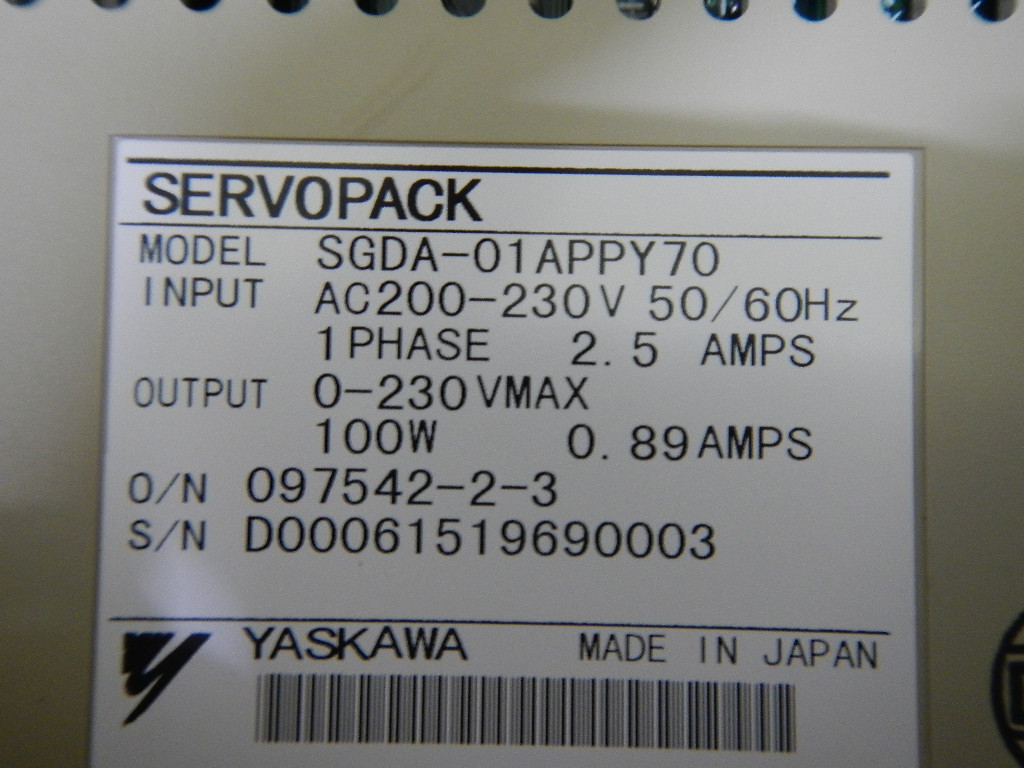 SERVOPACK
MODEL SGDA-01APPY70
INPUT AC200-230V 50/60Hz
1PHASE 2.5 AMPS
OUTPUT 0-230VMAX
100W 0.89AMPS
O/N 097542-2-3
S/N D00061519690003
YASKAWA MADE IN JAPAN